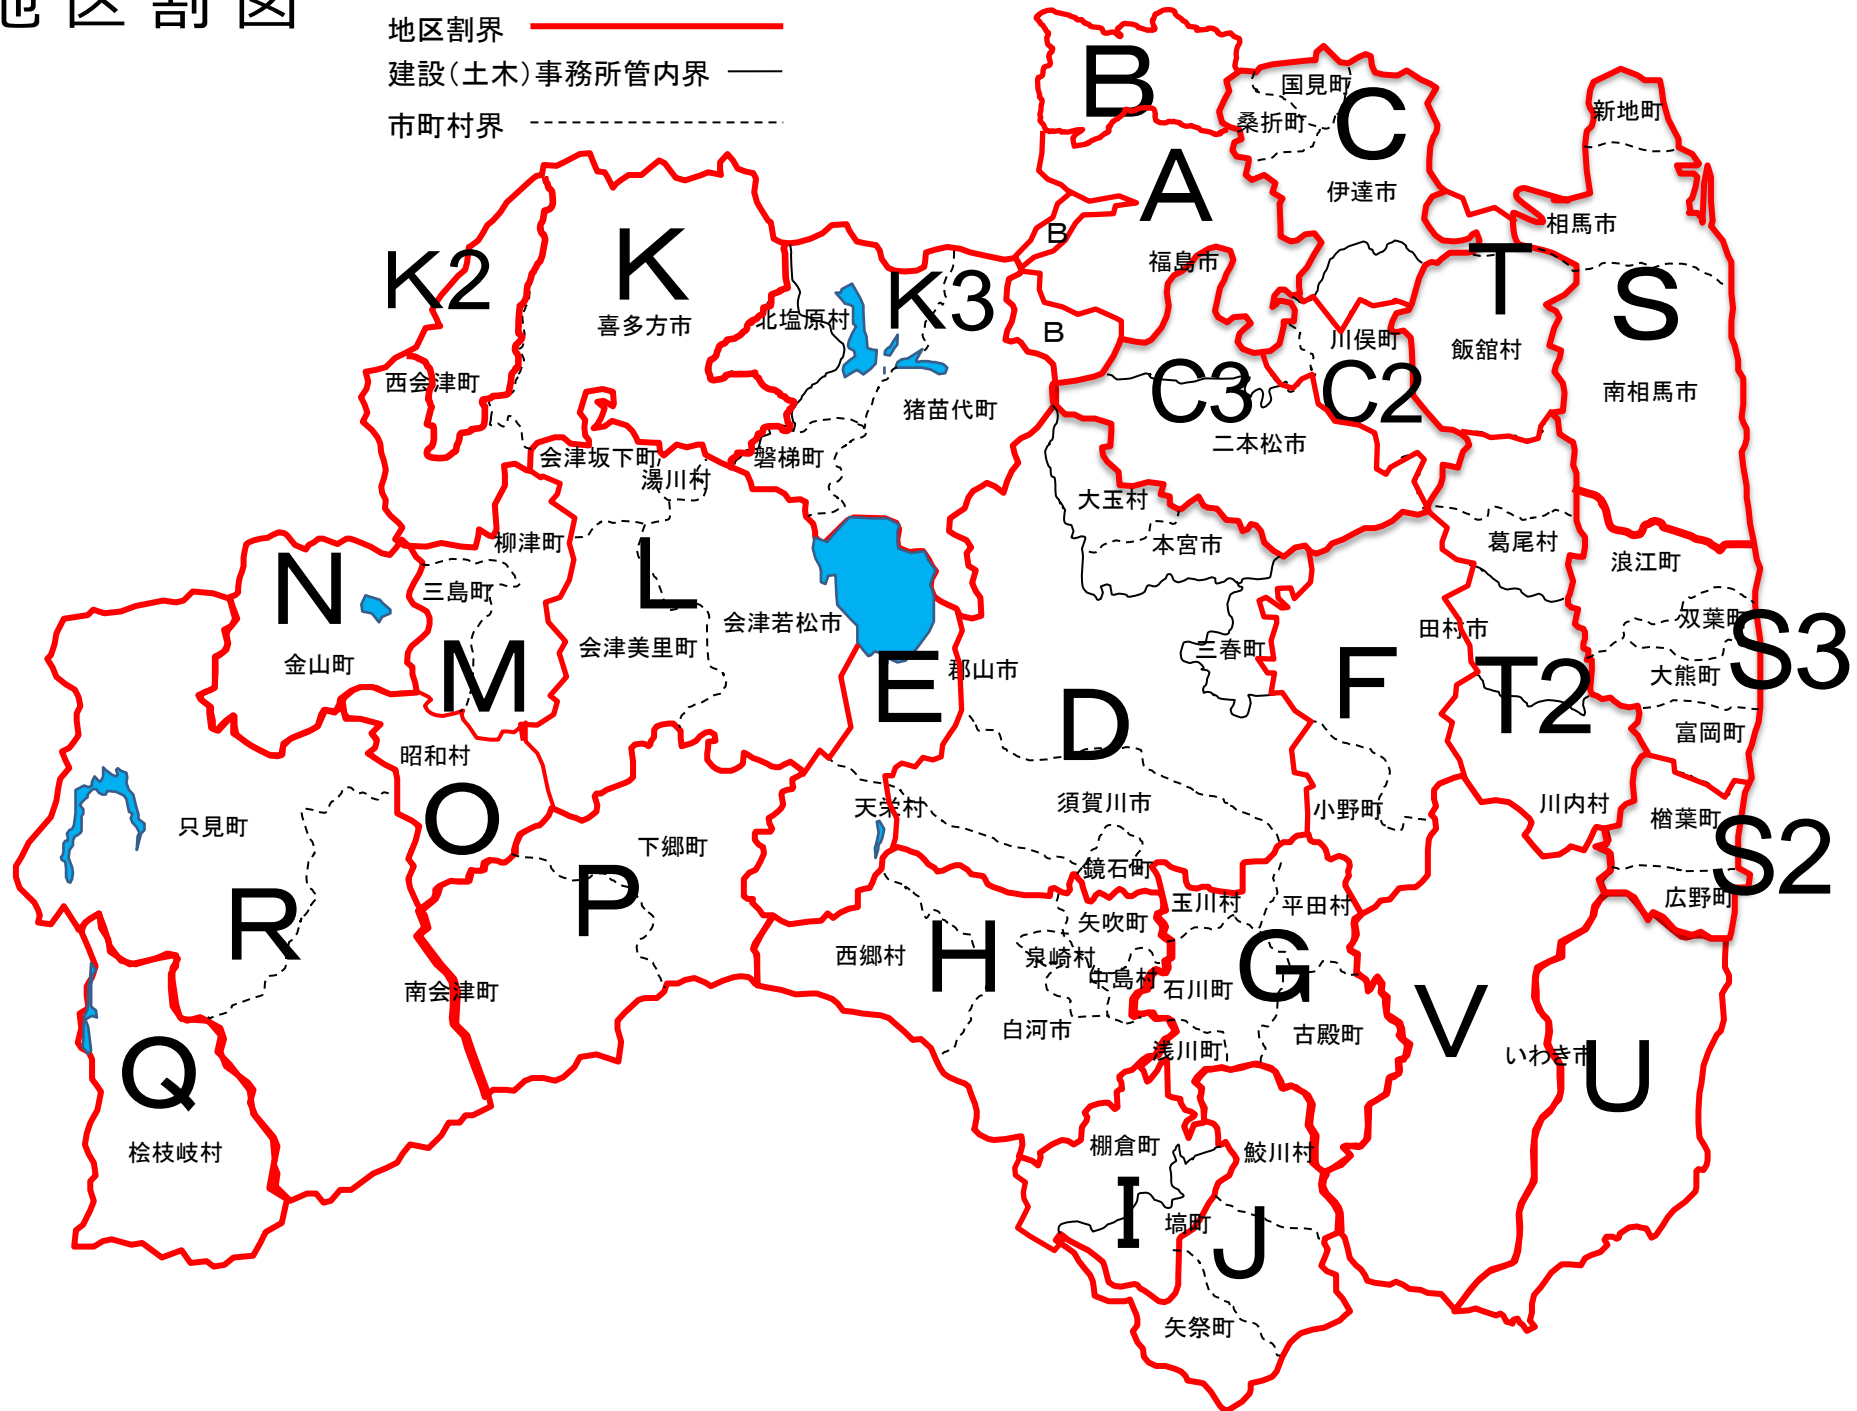 地区割図
地区割界
建設(土木)事務所管内界
市町村界
B
国見町
C
桑折町
新地町
A
伊達市
相馬市
B
福島市
K2
K
K3
T
S
喜多方市
北塩原村
B
川俣町
飯舘村
西会津町
C3
C2
南相馬市
猪苗代町
二本松市
会津坂下町
磐梯町
湯川村
大玉村
柳津町
本宮市
葛尾村
浪江町
N
三島町
L
双葉町
会津若松市
田村市
S3
金山町
M
会津美里町
三春町
E
郡山市
F
T2
大熊町
D
富岡町
昭和村
天栄村
須賀川市
小野町
川内村
楢葉町
只見町
O
下郷町
S2
鏡石町
R
P
玉川村
平田村
広野町
矢吹町
西郷村
H
泉崎村
中島村
G
南会津町
石川町
白河市
古殿町
V
浅川町
いわき市
U
Q
桧枝岐村
棚倉町
鮫川村
I
塙町
J
矢祭町